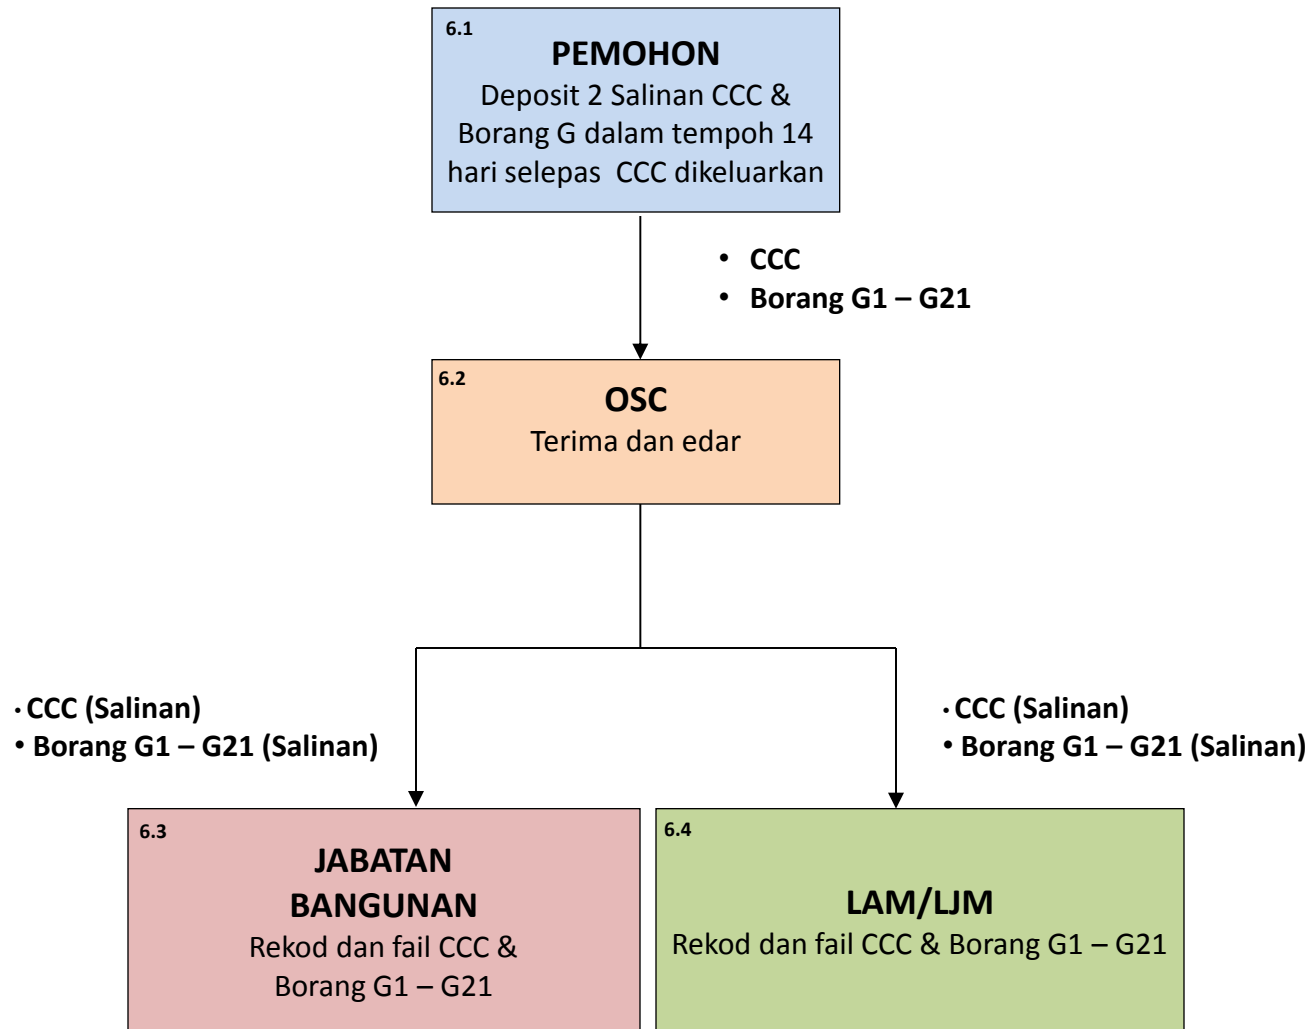 6.1
PEMOHON
Deposit 2 Salinan CCC &
Borang G dalam tempoh 14
hari selepas CCC dikeluarkan
• CCC
• Borang G1 – G21
6.2
OSC
Terima dan edar
• CCC (Salinan)
• Borang G1 – G21 (Salinan)
• CCC (Salinan)
• Borang G1 – G21 (Salinan)
6.3
JABATAN
BANGUNAN
Rekod dan fail CCC &
Borang G1 – G21
6.4
LAM/LJM
Rekod dan fail CCC & Borang G1 – G21